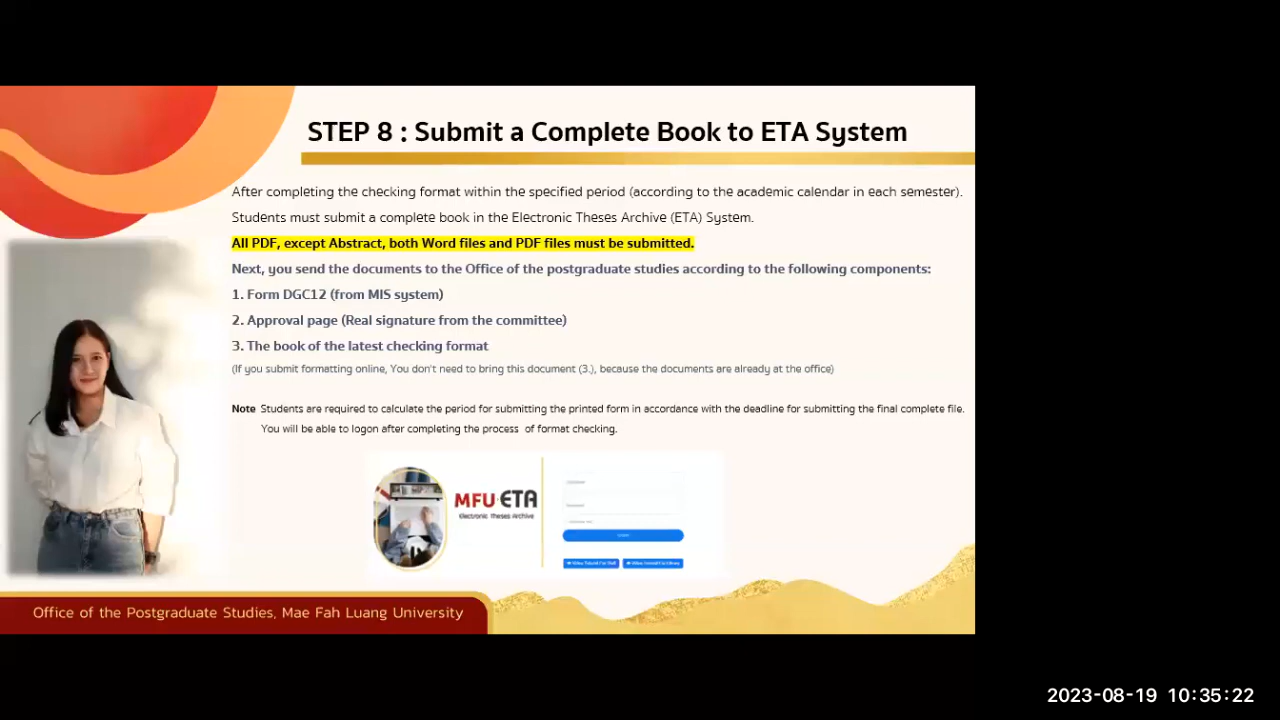 STEP 8 : Submit a Complete Book to ETA System
After completing the checking format within the specified period (according to the academic calendar in each semester).
Students must submit a complete book in the Electronic Theses Archive (ETA) System.
All PDF, except Abstract, both Word files and PDF files must be submitted.
Next, you send the documents to the Office of the postgraduate studies according to the following components:
1. Form DGC12 (from MIS system)
2. Approval page (Real signature from the committee)
3. The book of the latest checking format
(If you submit formatting online, You don't need to bring this document (3.), because the documents are already at the office)
Note Students are required to calculate the period for submitting the printed form in accordance with the deadline for submitting the final complete file.
You will be able to logon after completing the process of format checking.
MFU-ETA
Electronic Theses Archive
Office of the Postgraduate Studies, Mae Fah Luang University
2023-08-19 10:35:22